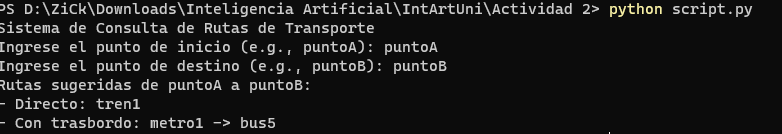 PS D:\ZiCk\Downloads\Inteligencia Artificial\IntArtUni\Actividad 2> python script.py
Sistema de Consulta de Rutas de Transporte
Ingrese el punto de inicio (e.g., puntoA): puntoA
Ingrese el punto de destino (e.g., puntoB): puntoB
Rutas sugeridas de puntoA a puntoB:
- Directo: tren1
- Con trasbordo: metro1 -> bus5